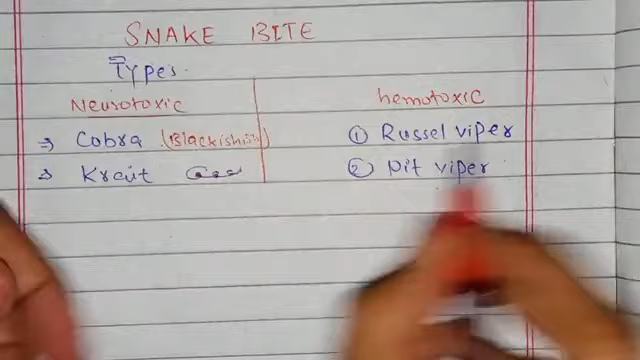 SNAKE BITE
Types
Neurotoxic
hemotoxic
⇒ Cobra (Blackish
① Russel viper
⇒ Krait
② Pit viper